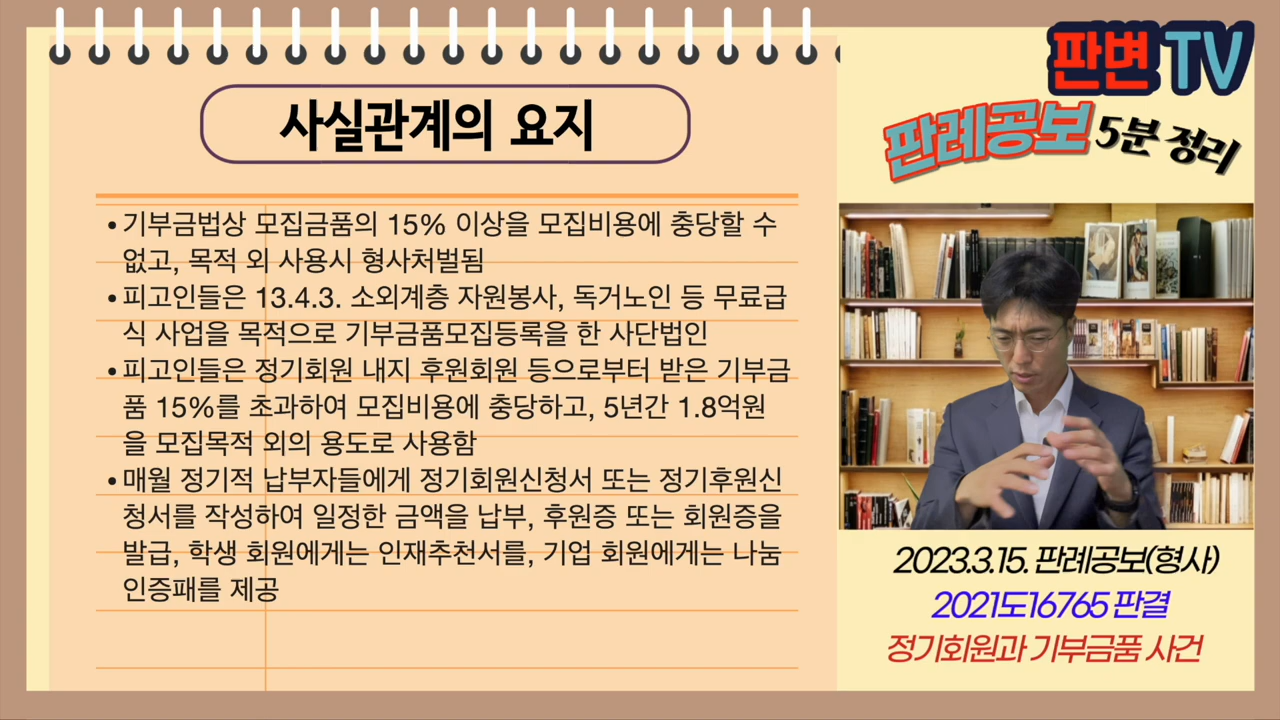 판변 TV
판례공보 5분 정리
사실관계의 요지
• 기부금법상 모집금품의 15% 이상을 모집비용에 충당할 수
없고, 목적 외 사용시 형사처벌됨
• 피고인들은 13.4.3. 소외계층 자원봉사, 독거노인 등 무료급
식 사업을 목적으로 기부금품모집등록을 한 사단법인
• 피고인들은 정기회원 내지 후원회원 등으로부터 받은 기부금
품 15%를 초과하여 모집비용에 충당하고, 5년간 1.8억원
을 모집목적 외의 용도로 사용함
• 매월 정기적 납부자들에게 정기회원신청서 또는 정기후원신
청서를 작성하여 일정한 금액을 납부, 후원증 또는 회원증을
발급, 학생 회원에게는 인재추천서를, 기업 회원에게는 나눔
인증패를 제공
2023.3.15. 판례공보(형사)
2021도16765 판결
정기회원과 기부금품 사건